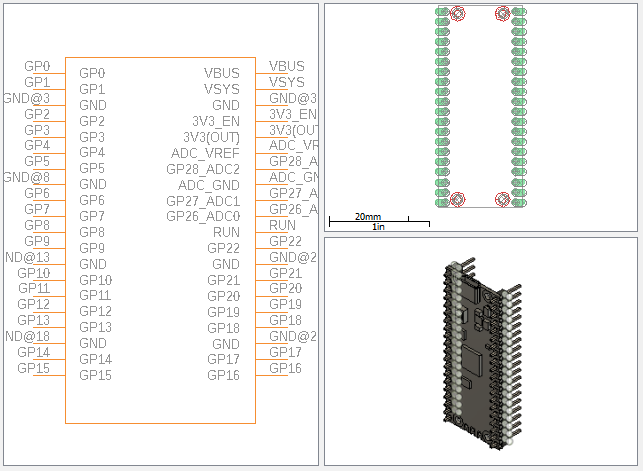 GP0 GP0 VBUS VBUS
GP1 GP1 VSYS VSYS
GND@3 GND GND GND@3
GP2 GP2 3V3_EN 3V3_EN
GP3 GP3 3V3(OUT) 3V3(OUT
GP4 GP4 ADC_VREF ADC_VR
GP5 GP5 GP28_ADC2 GP28_A
GND@8 GND ADC_GND ADC_GN
GP6 GP6 GP27_ADC1 GP27_A
GP7 GP7 GP26_ADC0 GP26_A
GP8 GP8 RUN RUN
GP9 GP9 GP22 GP22
ND@13 GND GND GND@2
GP10 GP10 GP21 GP21
GP11 GP11 GP20 GP20
GP12 GP12 GP19 GP19
GP13 GP13 GP18 GP18
ND@18 GND GND GND@2
GP14 GP14 GP17 GP17
GP15 GP15 GP16 GP16
20mm
1in